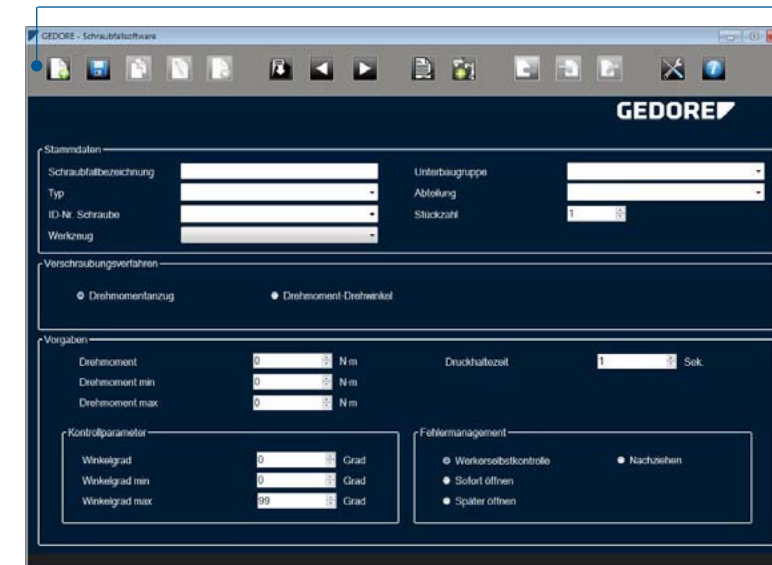 GEDORE - Schraubfallsoftware
GEDORE
Stammdaten
Schraubfallbezeichnung
Unterbaugruppe
Typ
Abteilung
ID-Nr. Schraube
Stückzahl 1
Werkzeug
Verschraubungsverfahren
Drehmomentanzug
Drehmoment-Drehwinkel
Vorgaben
Drehmoment 0 N·m
Druckhaltezeit 1 Sek.
Drehmoment min 0 N·m
Drehmoment max 0 N·m
Kontrollparameter
Winkelgrad 0 Grad
Winkelgrad min 0 Grad
Winkelgrad max 99 Grad
Fehlermanagement
Werkerselbstkontrolle
Nachziehen
Sofort öffnen
Später öffnen